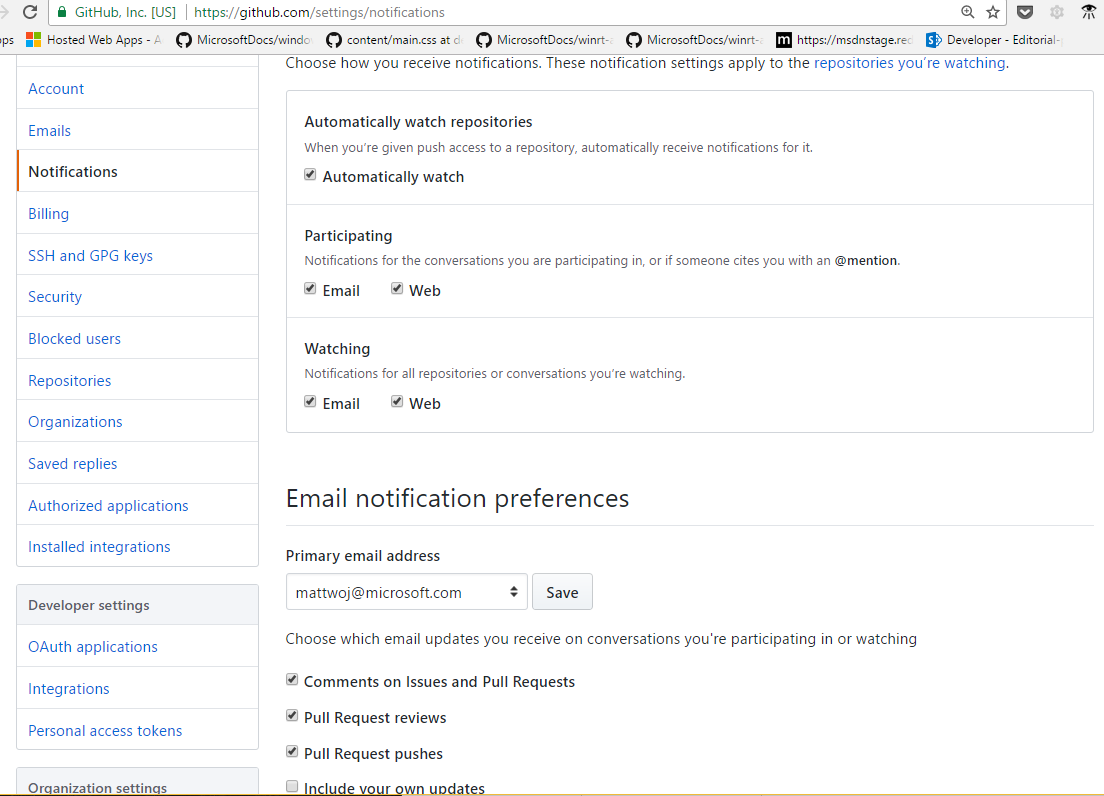 GitHub, Inc. [US] | https://github.com/settings/notifications
ps Hosted Web Apps - A MicrosoftDocs/windo content/main.css at d MicrosoftDocs/winrt- MicrosoftDocs/winrt- m https://msdnstage.re Developer - Editorial-
Choose how you receive notifications. These notification settings apply to the repositories you're watching.
Account
Emails
Notifications
Billing
SSH and GPG keys
Security
Blocked users
Repositories
Organizations
Saved replies
Authorized applications
Installed integrations
Developer settings
OAuth applications
Integrations
Personal access tokens
Organization settings
Automatically watch repositories
When you're given push access to a repository, automatically receive notifications for it.
Automatically watch
Participating
Notifications for the conversations you are participating in, or if someone cites you with an @mention.
Email Web
Watching
Notifications for all repositories or conversations you're watching.
Email Web
Email notification preferences
Primary email address
mattwoj@microsoft.com Save
Choose which email updates you receive on conversations you're participating in or watching
Comments on Issues and Pull Requests
Pull Request reviews
Pull Request pushes
Include your own updates